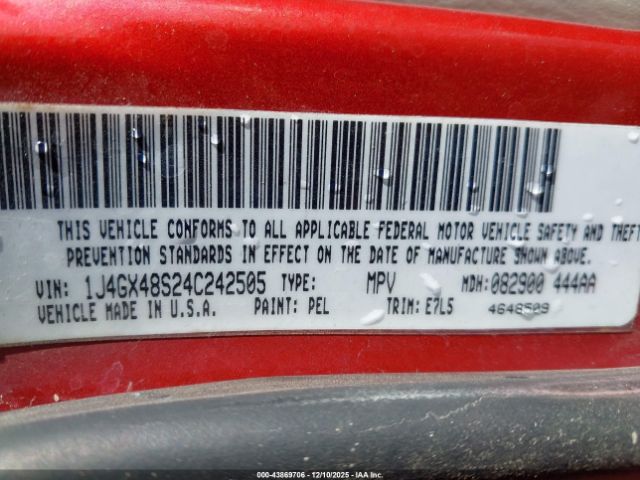 THIS VEHICLE CONFORMS TO ALL APPLICABLE FEDERAL MOTOR VEHICLE SAFETY AND THEFT
PREVENTION STANDARDS IN EFFECT ON THE DATE OF MANUFACTURE SHOWN ABOVE.
VIN: 1J4GX48S24C242505 TYPE: MPV MDH: 082900 444AA
VEHICLE MADE IN U.S.A. PAINT: PEL TRIM: E7L5 4648509
000-43869706 - 12/10/2025 - IAAI, Inc.